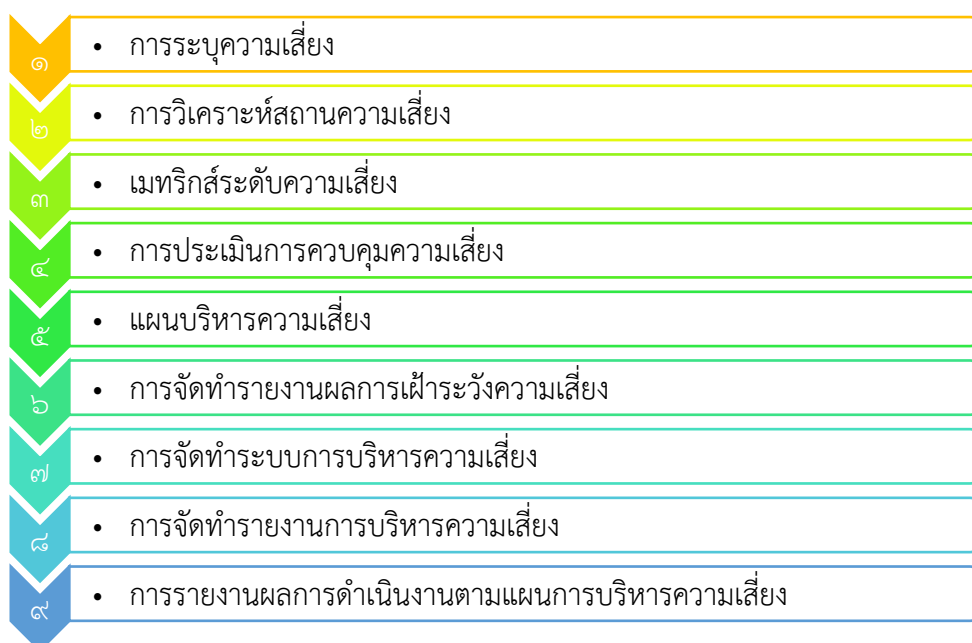 ๑ • การระบุความเสี่ยง
๒ • การวิเคราะห์สถานความเสี่ยง
๓ • เมทริกส์ระดับความเสี่ยง
๔ • การประเมินการควบคุมความเสี่ยง
๕ • แผนบริหารความเสี่ยง
๖ • การจัดทำรายงานผลการเฝ้าระวังความเสี่ยง
๗ • การจัดทำระบบการบริหารความเสี่ยง
๘ • การจัดทำรายงานการบริหารความเสี่ยง
๙ • การรายงานผลการดำเนินงานตามแผนการบริหารความเสี่ยง